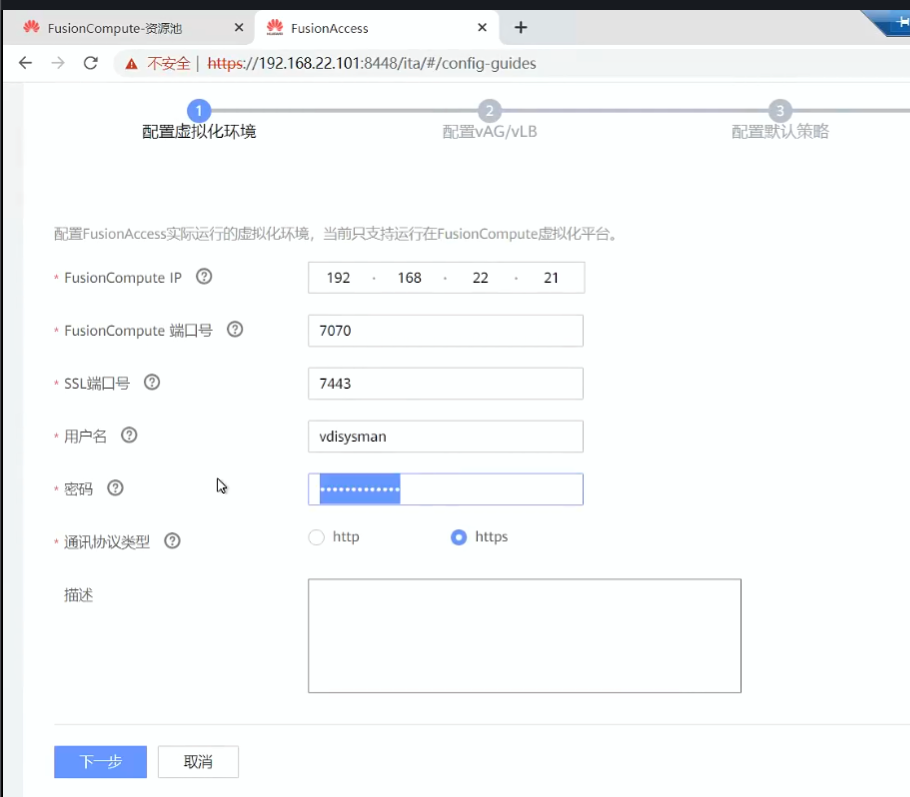 FusionCompute-资源池
FusionAccess
不安全 | https://192.168.22.101:8448/ita/#/config-guides
1 2 3
配置虚拟化环境 配置vAG/vLB 配置默认策略
配置FusionAccess实际运行的虚拟化环境，当前只支持运行在FusionCompute虚拟化平台。
* FusionCompute IP ? 192 . 168 . 22 . 21
* FusionCompute 端口号 ? 7070
* SSL端口号 ? 7443
* 用户名 ? vdisysman
* 密码 ? •••••••••••••
* 通讯协议类型 ? http https
描述
下一步 取消